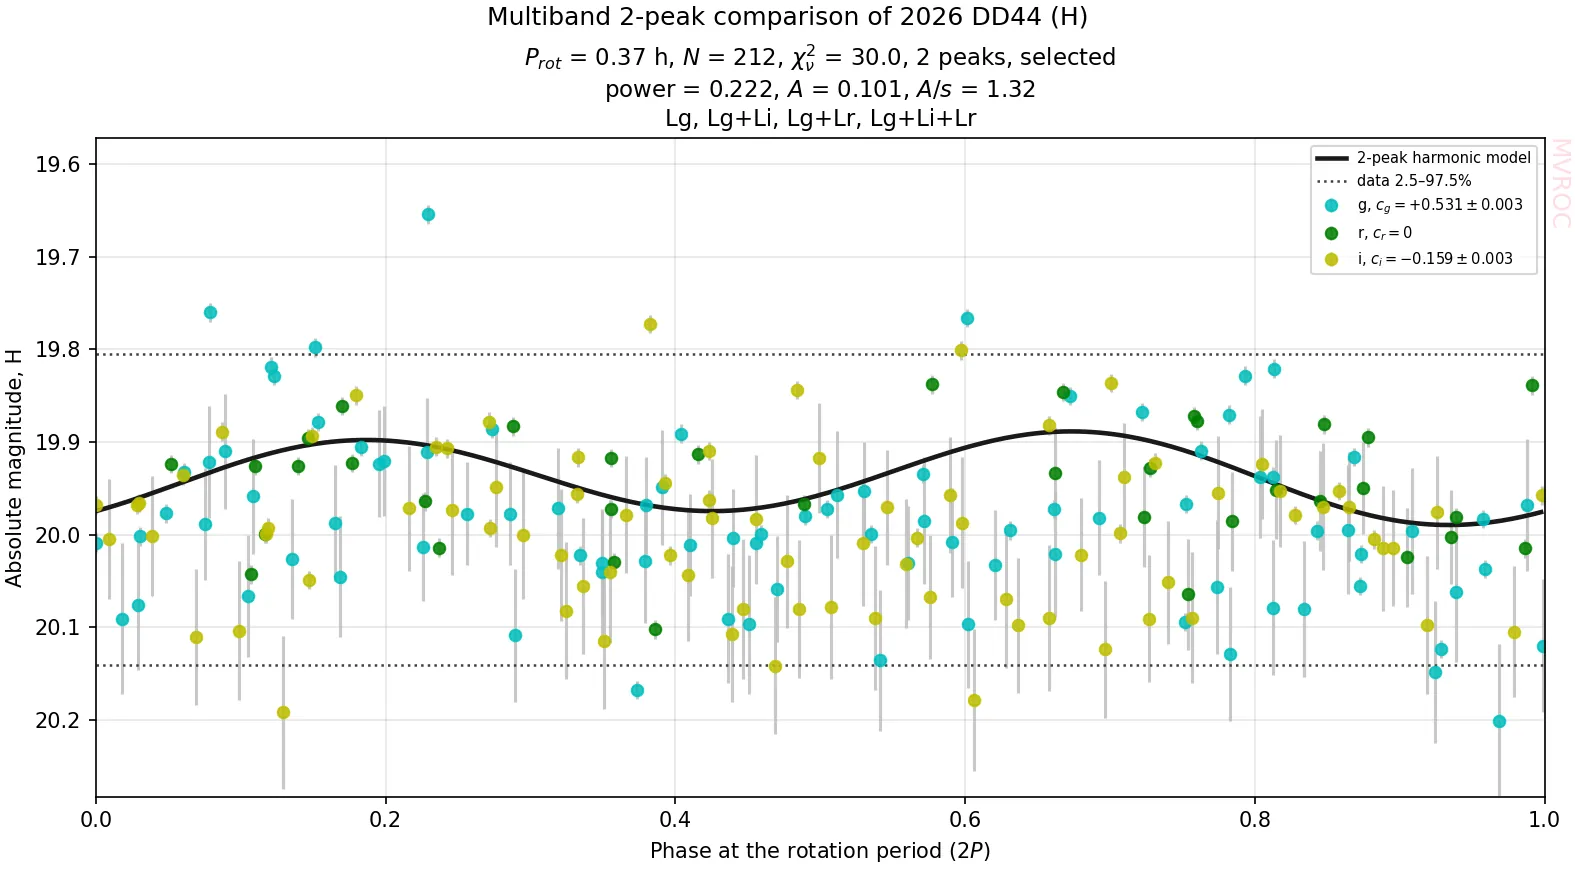 Multiband 2-peak comparison of 2026 DD44 (H)
P_rot = 0.37 h, N = 212, χ²_ν = 30.0, 2 peaks, selected
power = 0.222, A = 0.101, A/s = 1.32
Lg, Lg+Li, Lg+Lr, Lg+Li+Lr
2-peak harmonic model
data 2.5–97.5%
g, c_g = +0.531 ± 0.003
r, c_r = 0
i, c_i = −0.159 ± 0.003
MVROC
Absolute magnitude, H
19.6
19.7
19.8
19.9
20.0
20.1
20.2
0.0 0.2 0.4 0.6 0.8 1.0
Phase at the rotation period (2P)